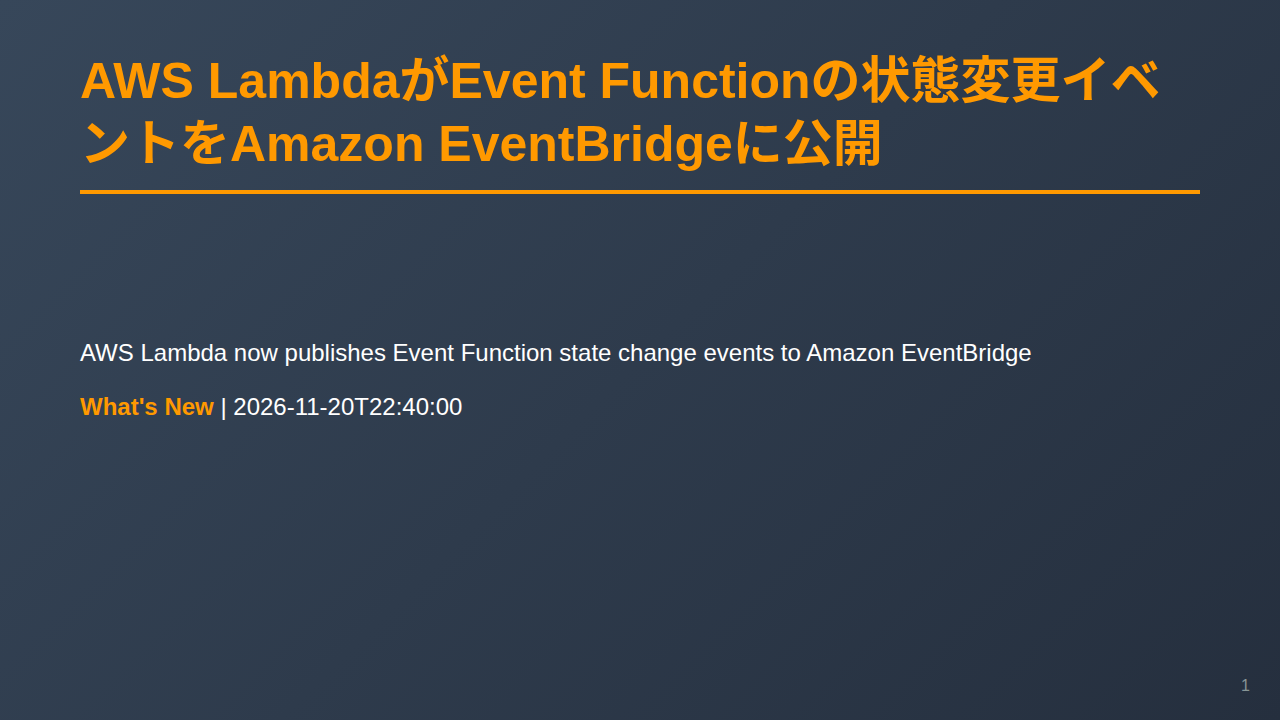 AWS LambdaがEvent Functionの状態変更イベ
ントをAmazon EventBridgeに公開
AWS Lambda now publishes Event Function state change events to Amazon EventBridge
What's New | 2026-11-20T22:40:00
1